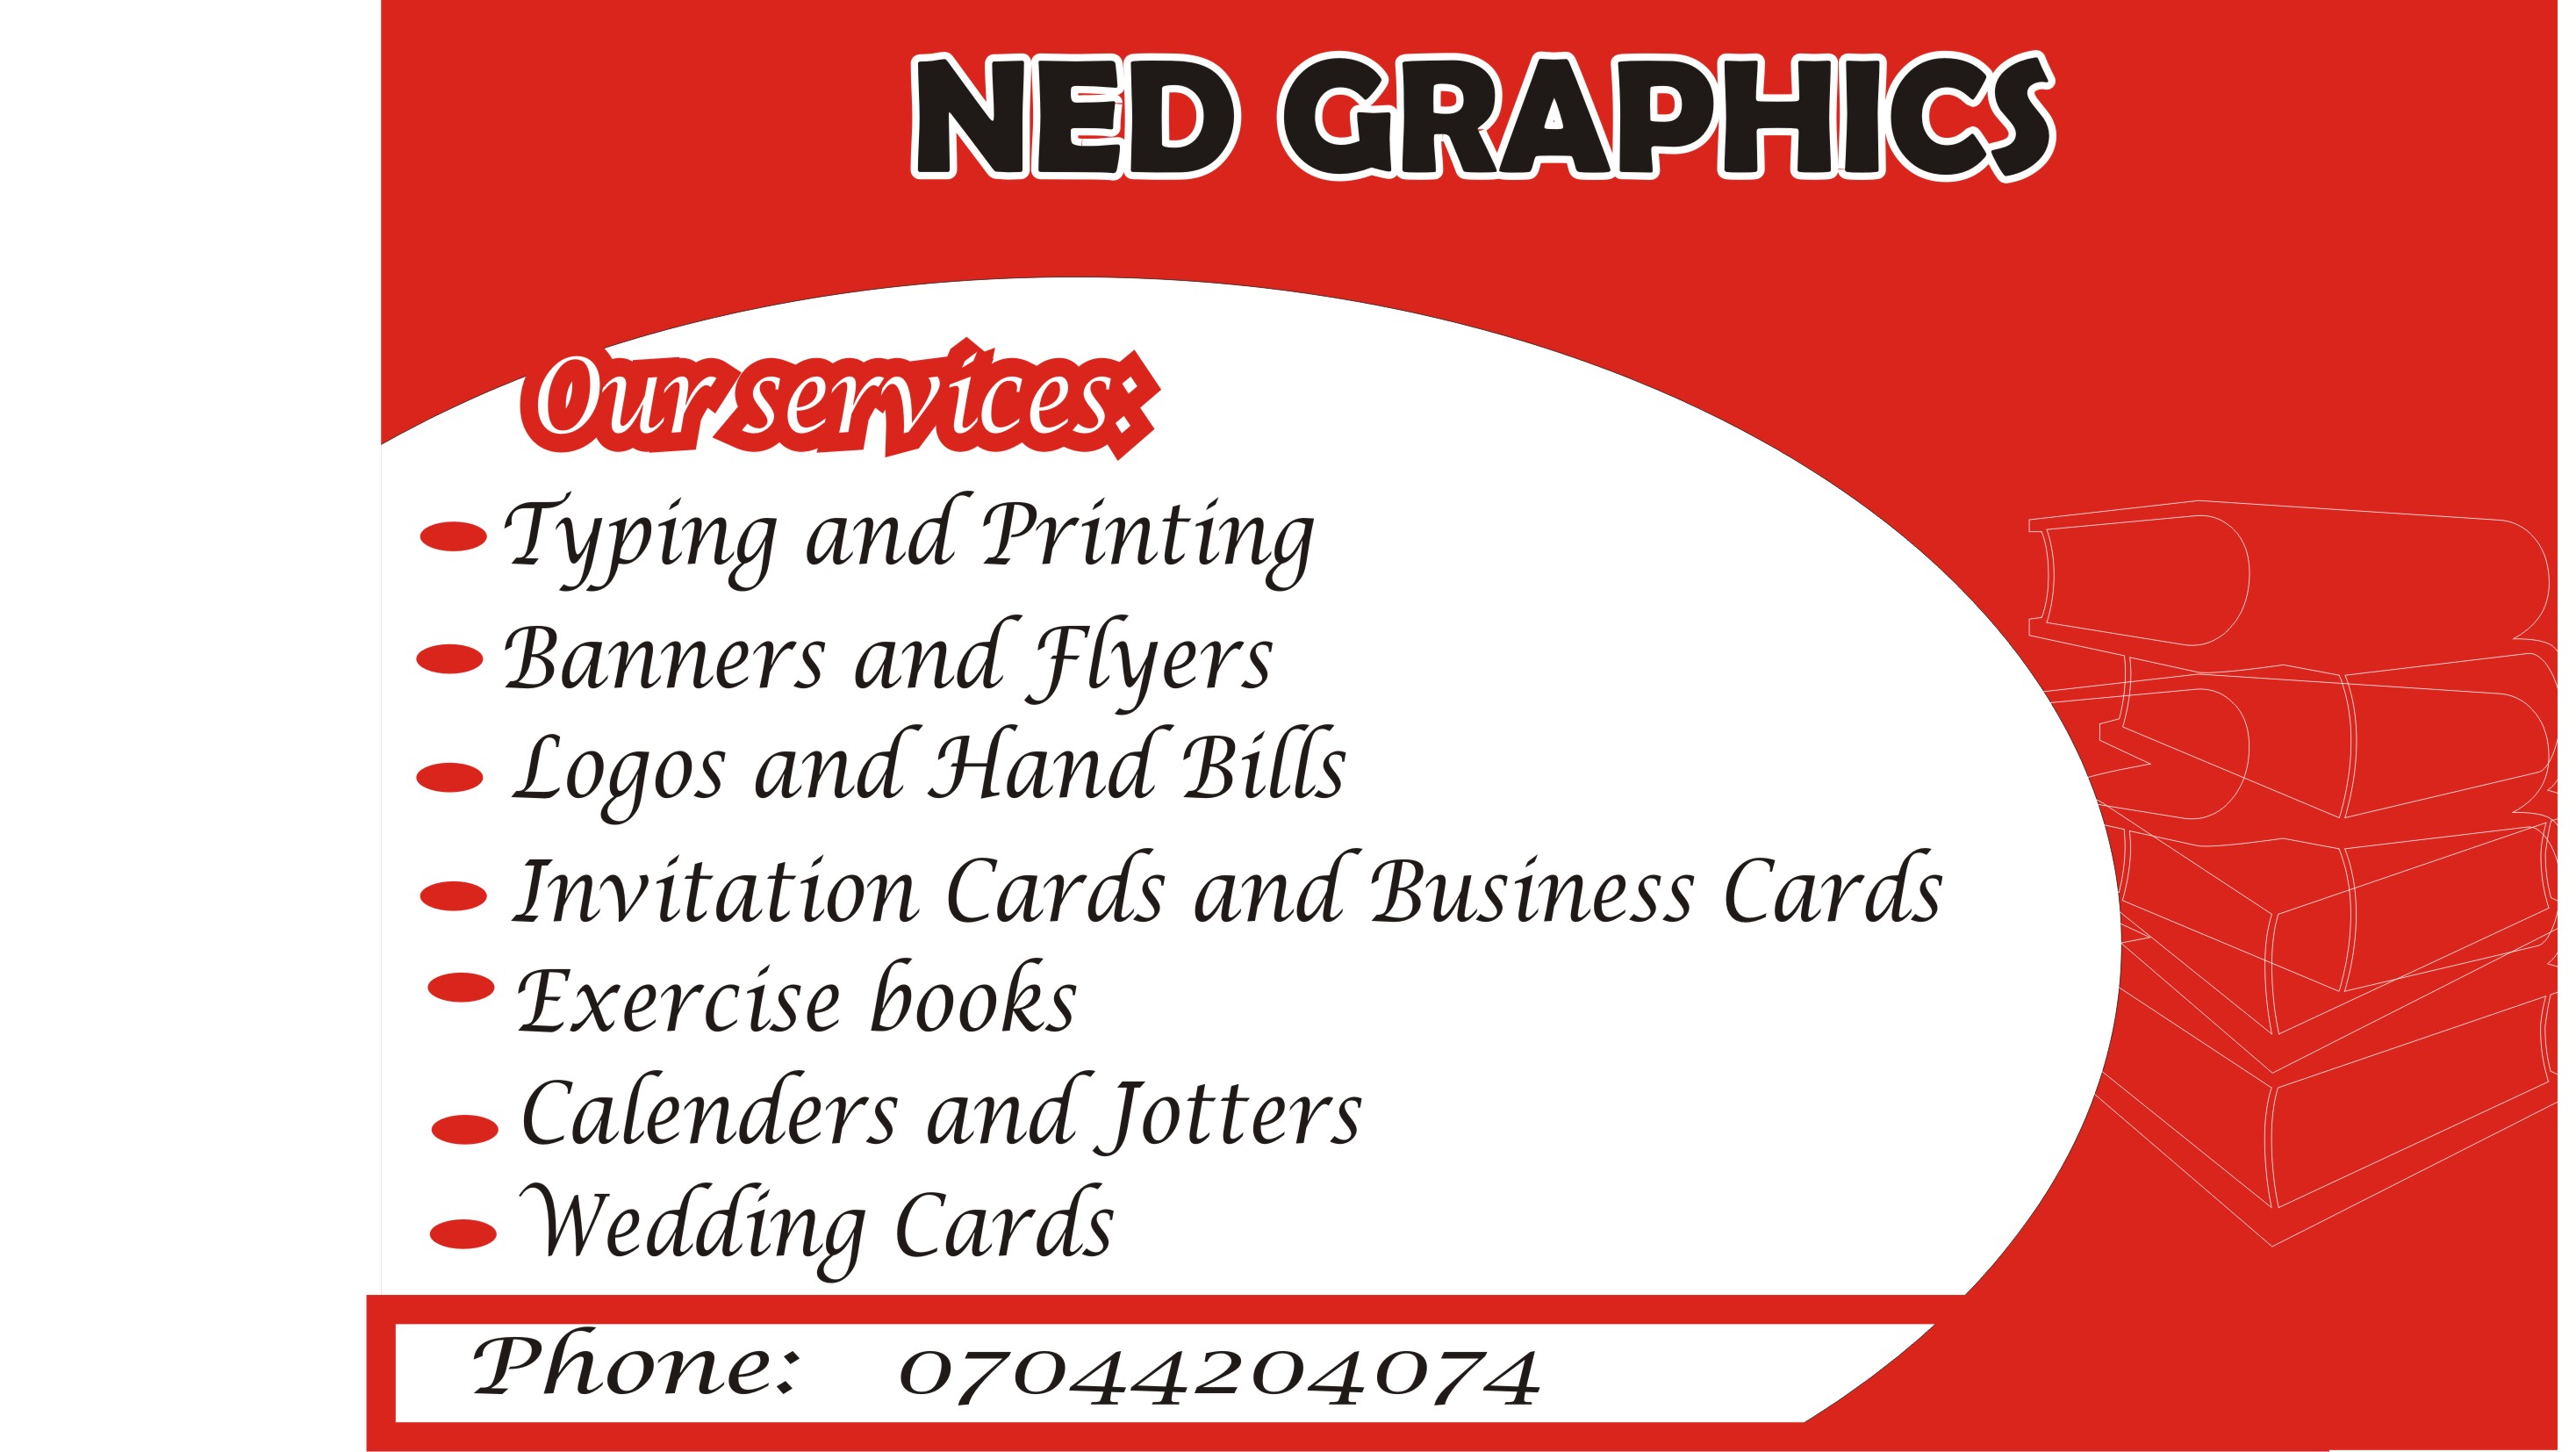 NED GRAPHICS
Our services:
Typing and Printing
Banners and Flyers
Logos and Hand Bills
Invitation Cards and Business Cards
Exercise books
Calenders and Jotters
Wedding Cards
Phone: 07044204074